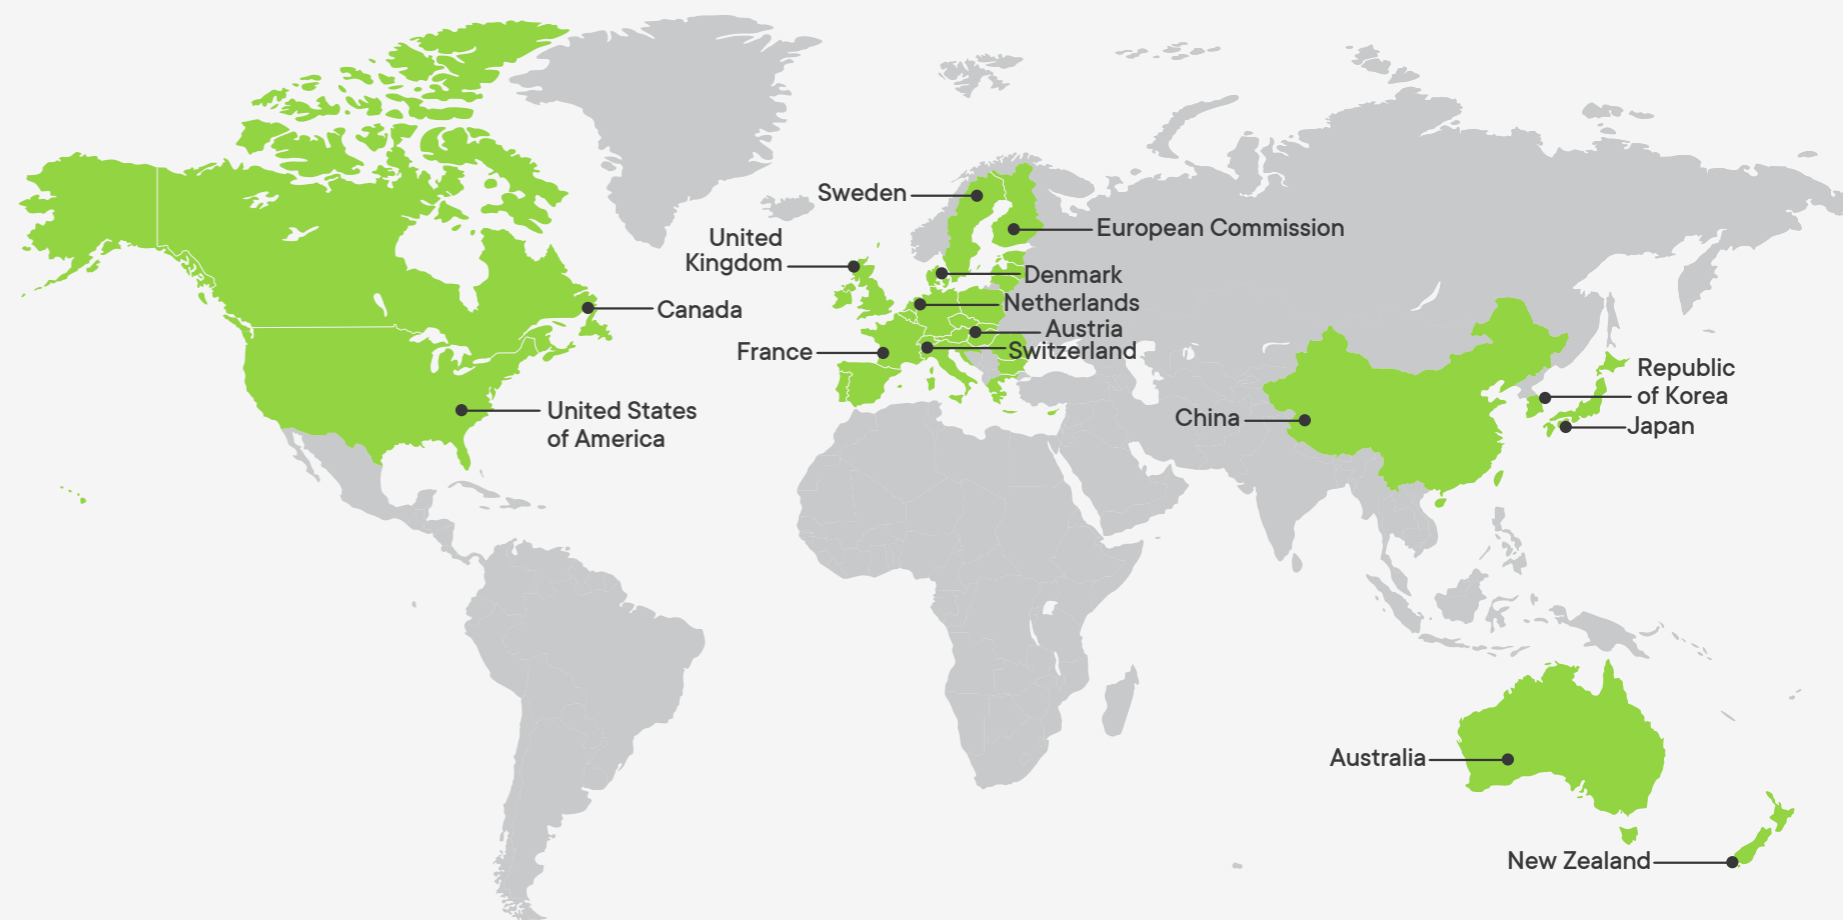 Sweden
European Commission
United
Kingdom
Denmark
Netherlands
Canada
Austria
France
Switzerland
Republic
of Korea
United States
of America
China
Japan
Australia
New Zealand